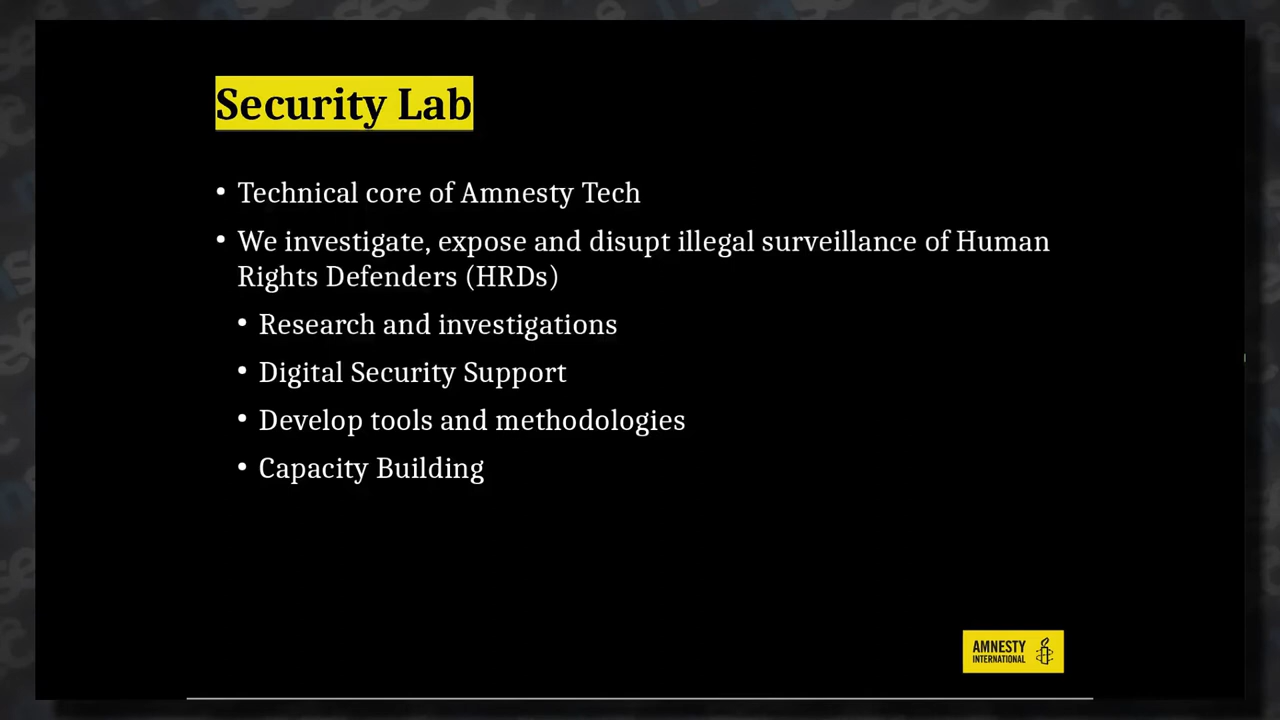 Security Lab
• Technical core of Amnesty Tech
• We investigate, expose and disupt illegal surveillance of Human
Rights Defenders (HRDs)
• Research and investigations
• Digital Security Support
• Develop tools and methodologies
• Capacity Building
AMNESTY
INTERNATIONAL